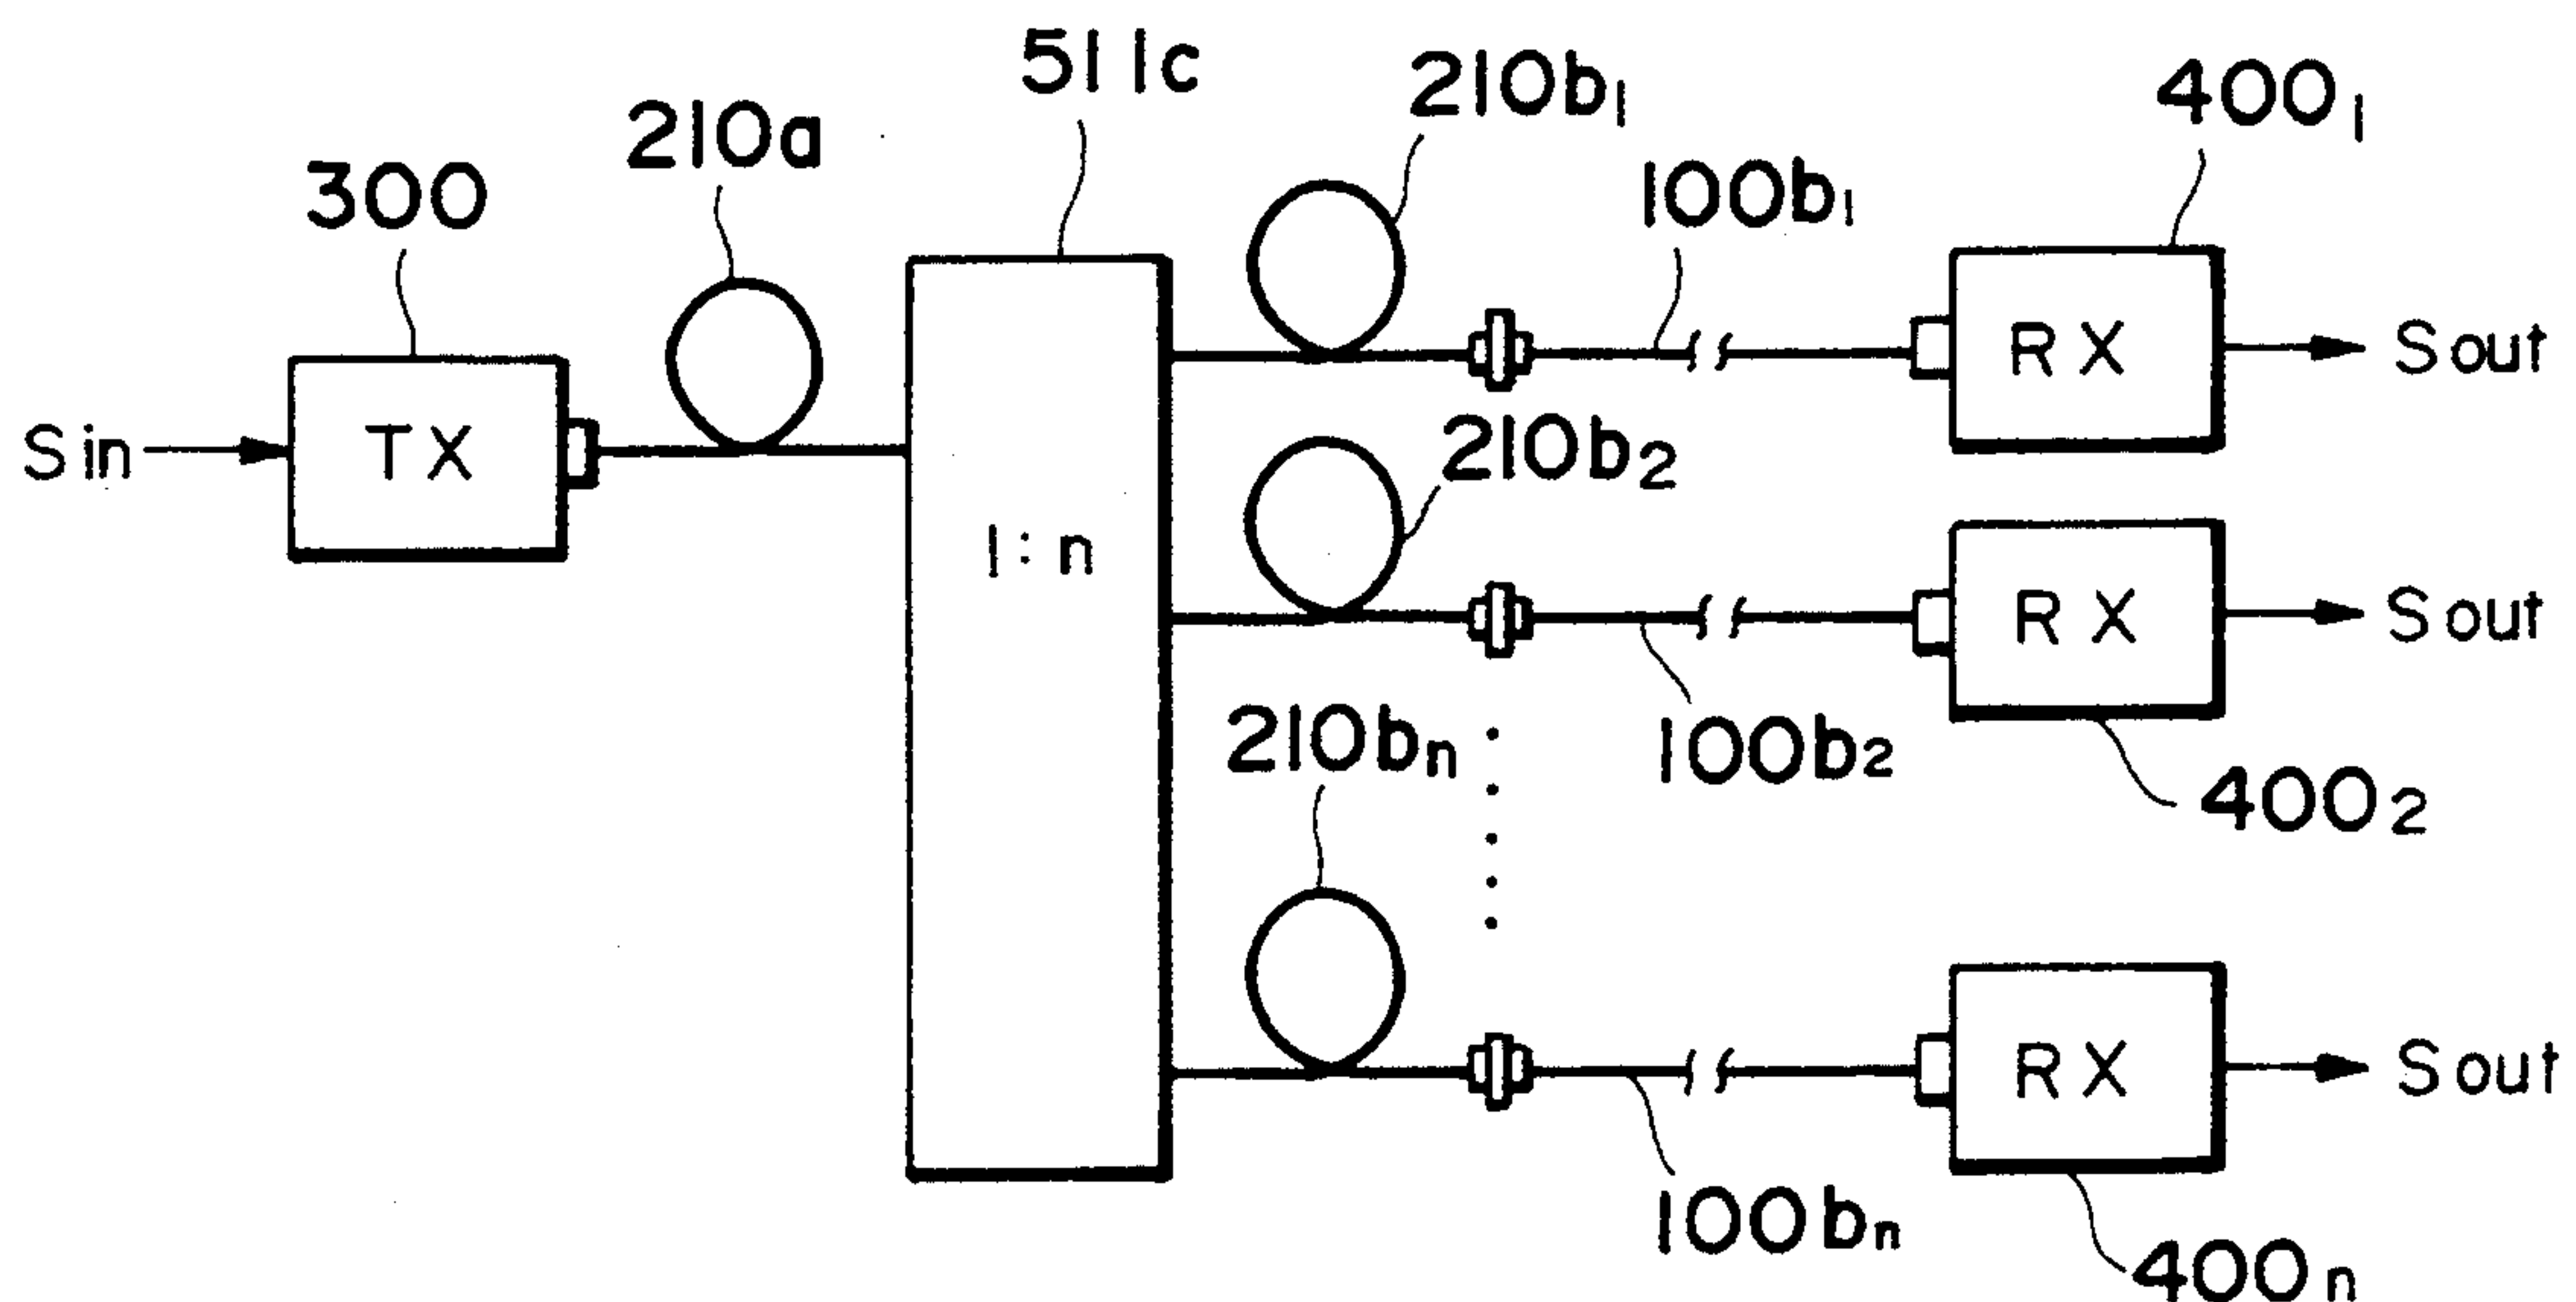 511c
210b₁
400₁
210a
100b₁
300
RX
Sout
Sin
TX
210b₂
1:n
RX
Sout
210bₙ
100b₂
400₂
RX
Sout
100bₙ
400ₙ